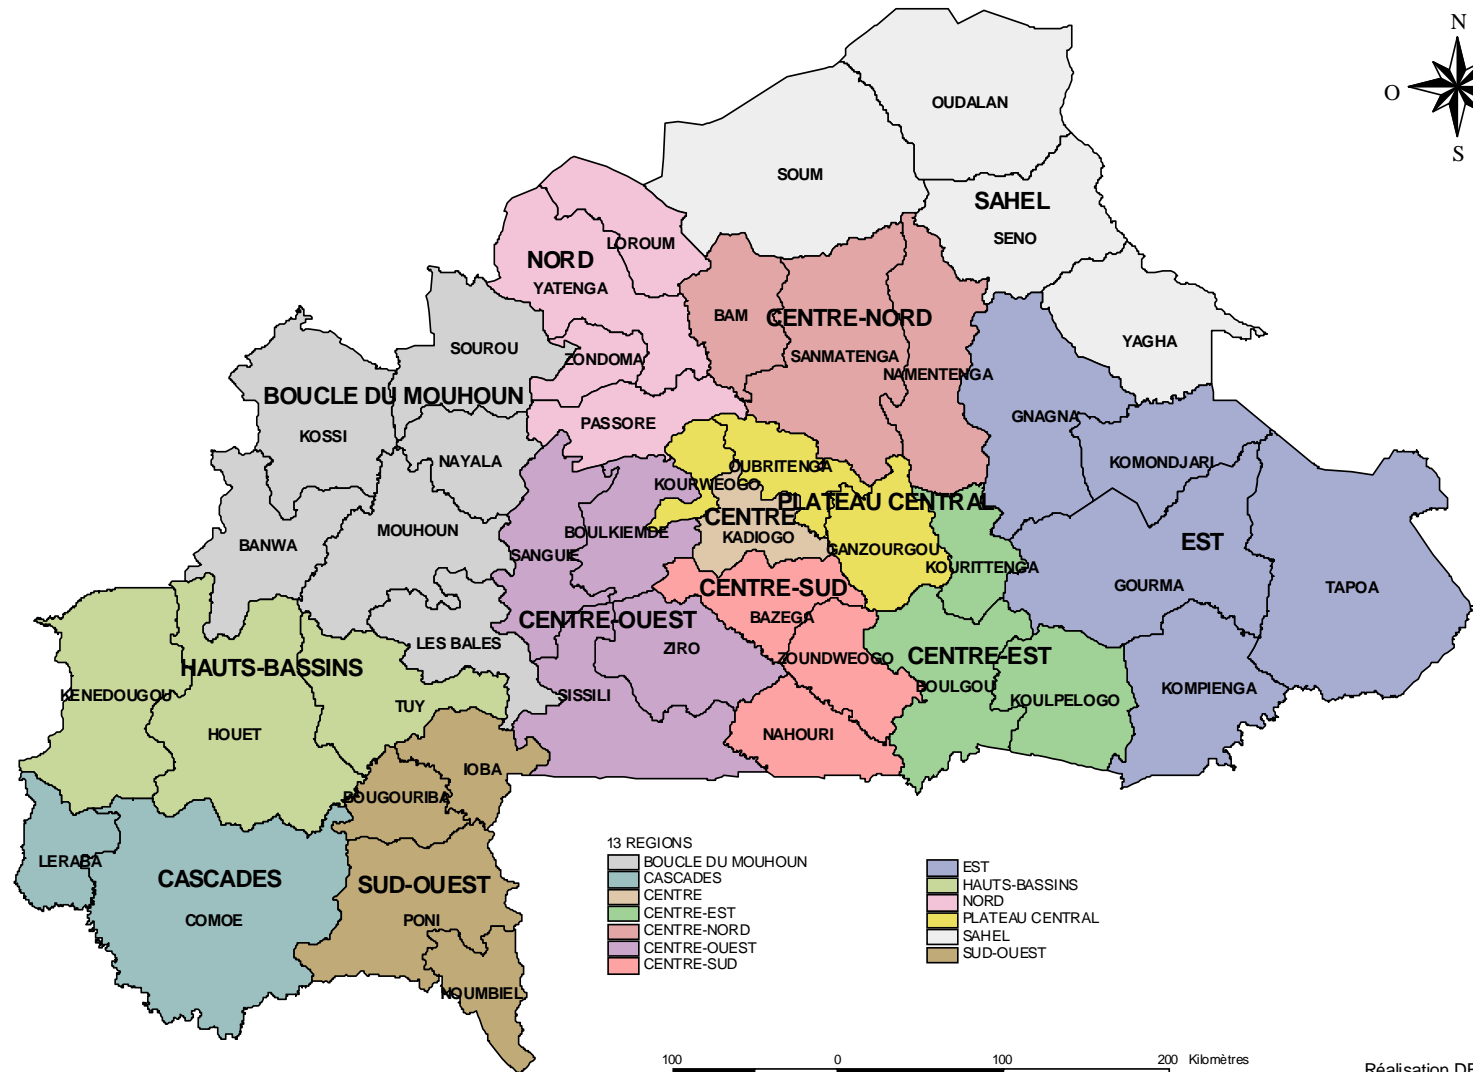 N
O
S
OUDALAN
SOUM
SAHEL
SENO
LOROUM
NORD
YATENGA
BAM
CENTRE-NORD
YAGHA
SOUROU
ZONDOMA
SANMATENGA
NAMENTENGA
BOUCLE DU MOUHOUN
GNAGNA
KOSSI
PASSORE
NAYALA
OUBRITENGA
KOMONDJARI
KOURWEOGO
PLATEAU CENTRAL
MOUHOUN
BOULKIEMDE
CENTRE
KADIOGO
BANWA
SANGUIE
GANZOURGOU
EST
KOURITTENGA
GOURMA
TAPOA
CENTRE-SUD
BAZEGA
CENTRE-OUEST
LES BALES
ZIRO
ZOUNDWEOGO
CENTRE-EST
HAUTS-BASSINS
KENEDOUGOU
SISSILI
BOULGOU
KOULPELOGO
KOMPIENGA
TUY
HOUET
NAHOURI
IOBA
BOUGOURIBA
LERABA
CASCADES
SUD-OUEST
COMOE
PONI
NOUMBIEL
13 REGIONS
BOUCLE DU MOUHOUN
CASCADES
CENTRE
CENTRE-EST
CENTRE-NORD
CENTRE-OUEST
CENTRE-SUD
EST
HAUTS-BASSINS
NORD
PLATEAU CENTRAL
SAHEL
SUD-OUEST
100 0 100 200 Kilomètres
Réalisation